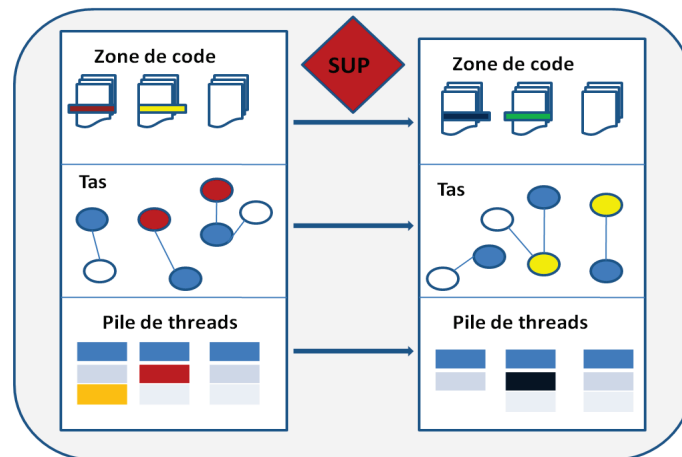 Zone de code
SUP
Zone de code
Tas
Tas
Pile de threads
Pile de threads